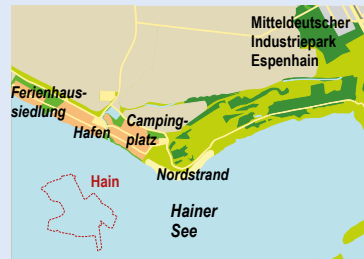 Mitteldeutscher
Industriepark
Espenhain
Ferienhaus-
siedlung
Camping-
platz
Hafen
Nordstrand
Hain
Hainer
See